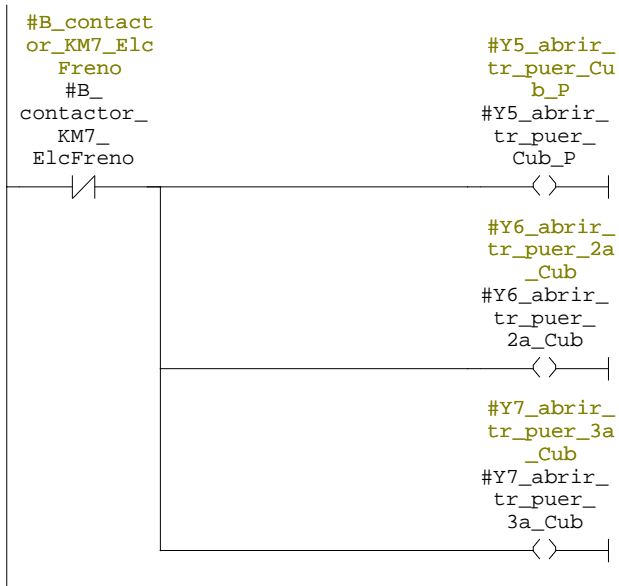 #B_contact
or_KM7_Elc
Freno
#B_
contactor_
KM7_
ElcFreno
#Y5_abrir_
tr_puer_Cu
b_P
#Y5_abrir_
tr_puer_
Cub_P
#Y6_abrir_
tr_puer_2a
_Cub
#Y6_abrir_
tr_puer_
2a_Cub
#Y7_abrir_
tr_puer_3a
_Cub
#Y7_abrir_
tr_puer_
3a_Cub